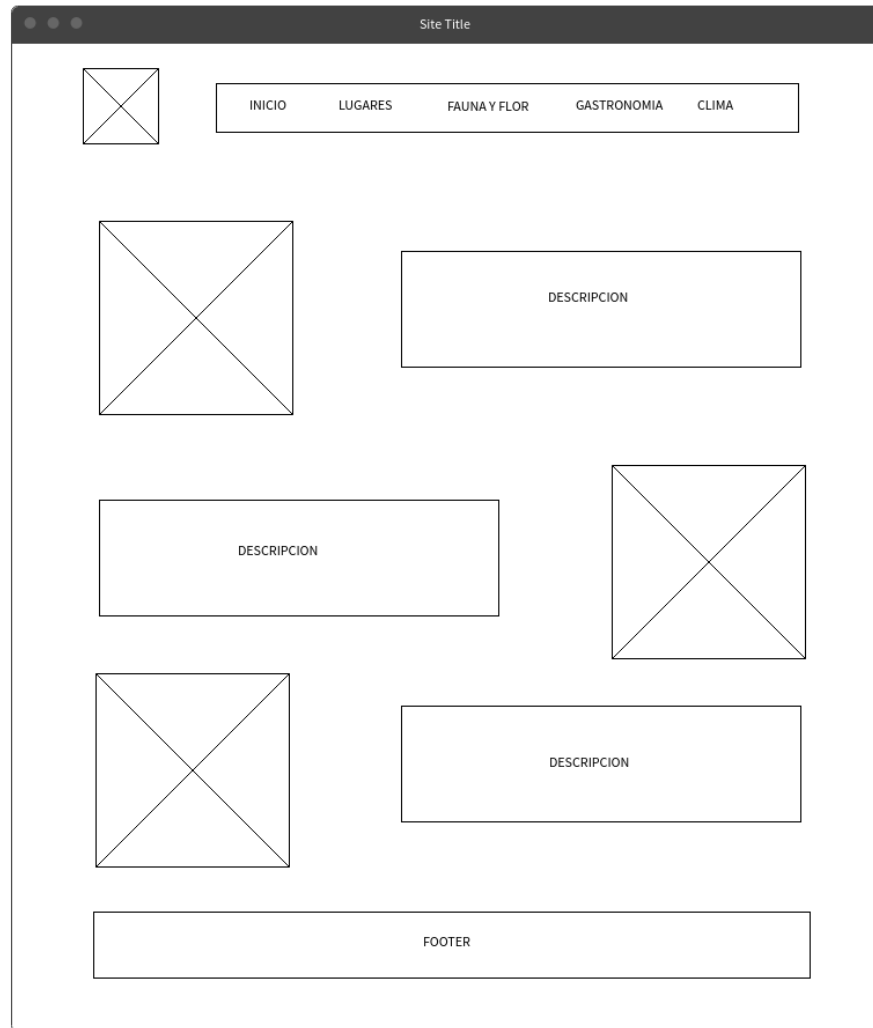 Site Title
INICIO LUGARES FAUNA Y FLOR GASTRONOMIA CLIMA
DESCRIPCION
DESCRIPCION
DESCRIPCION
FOOTER